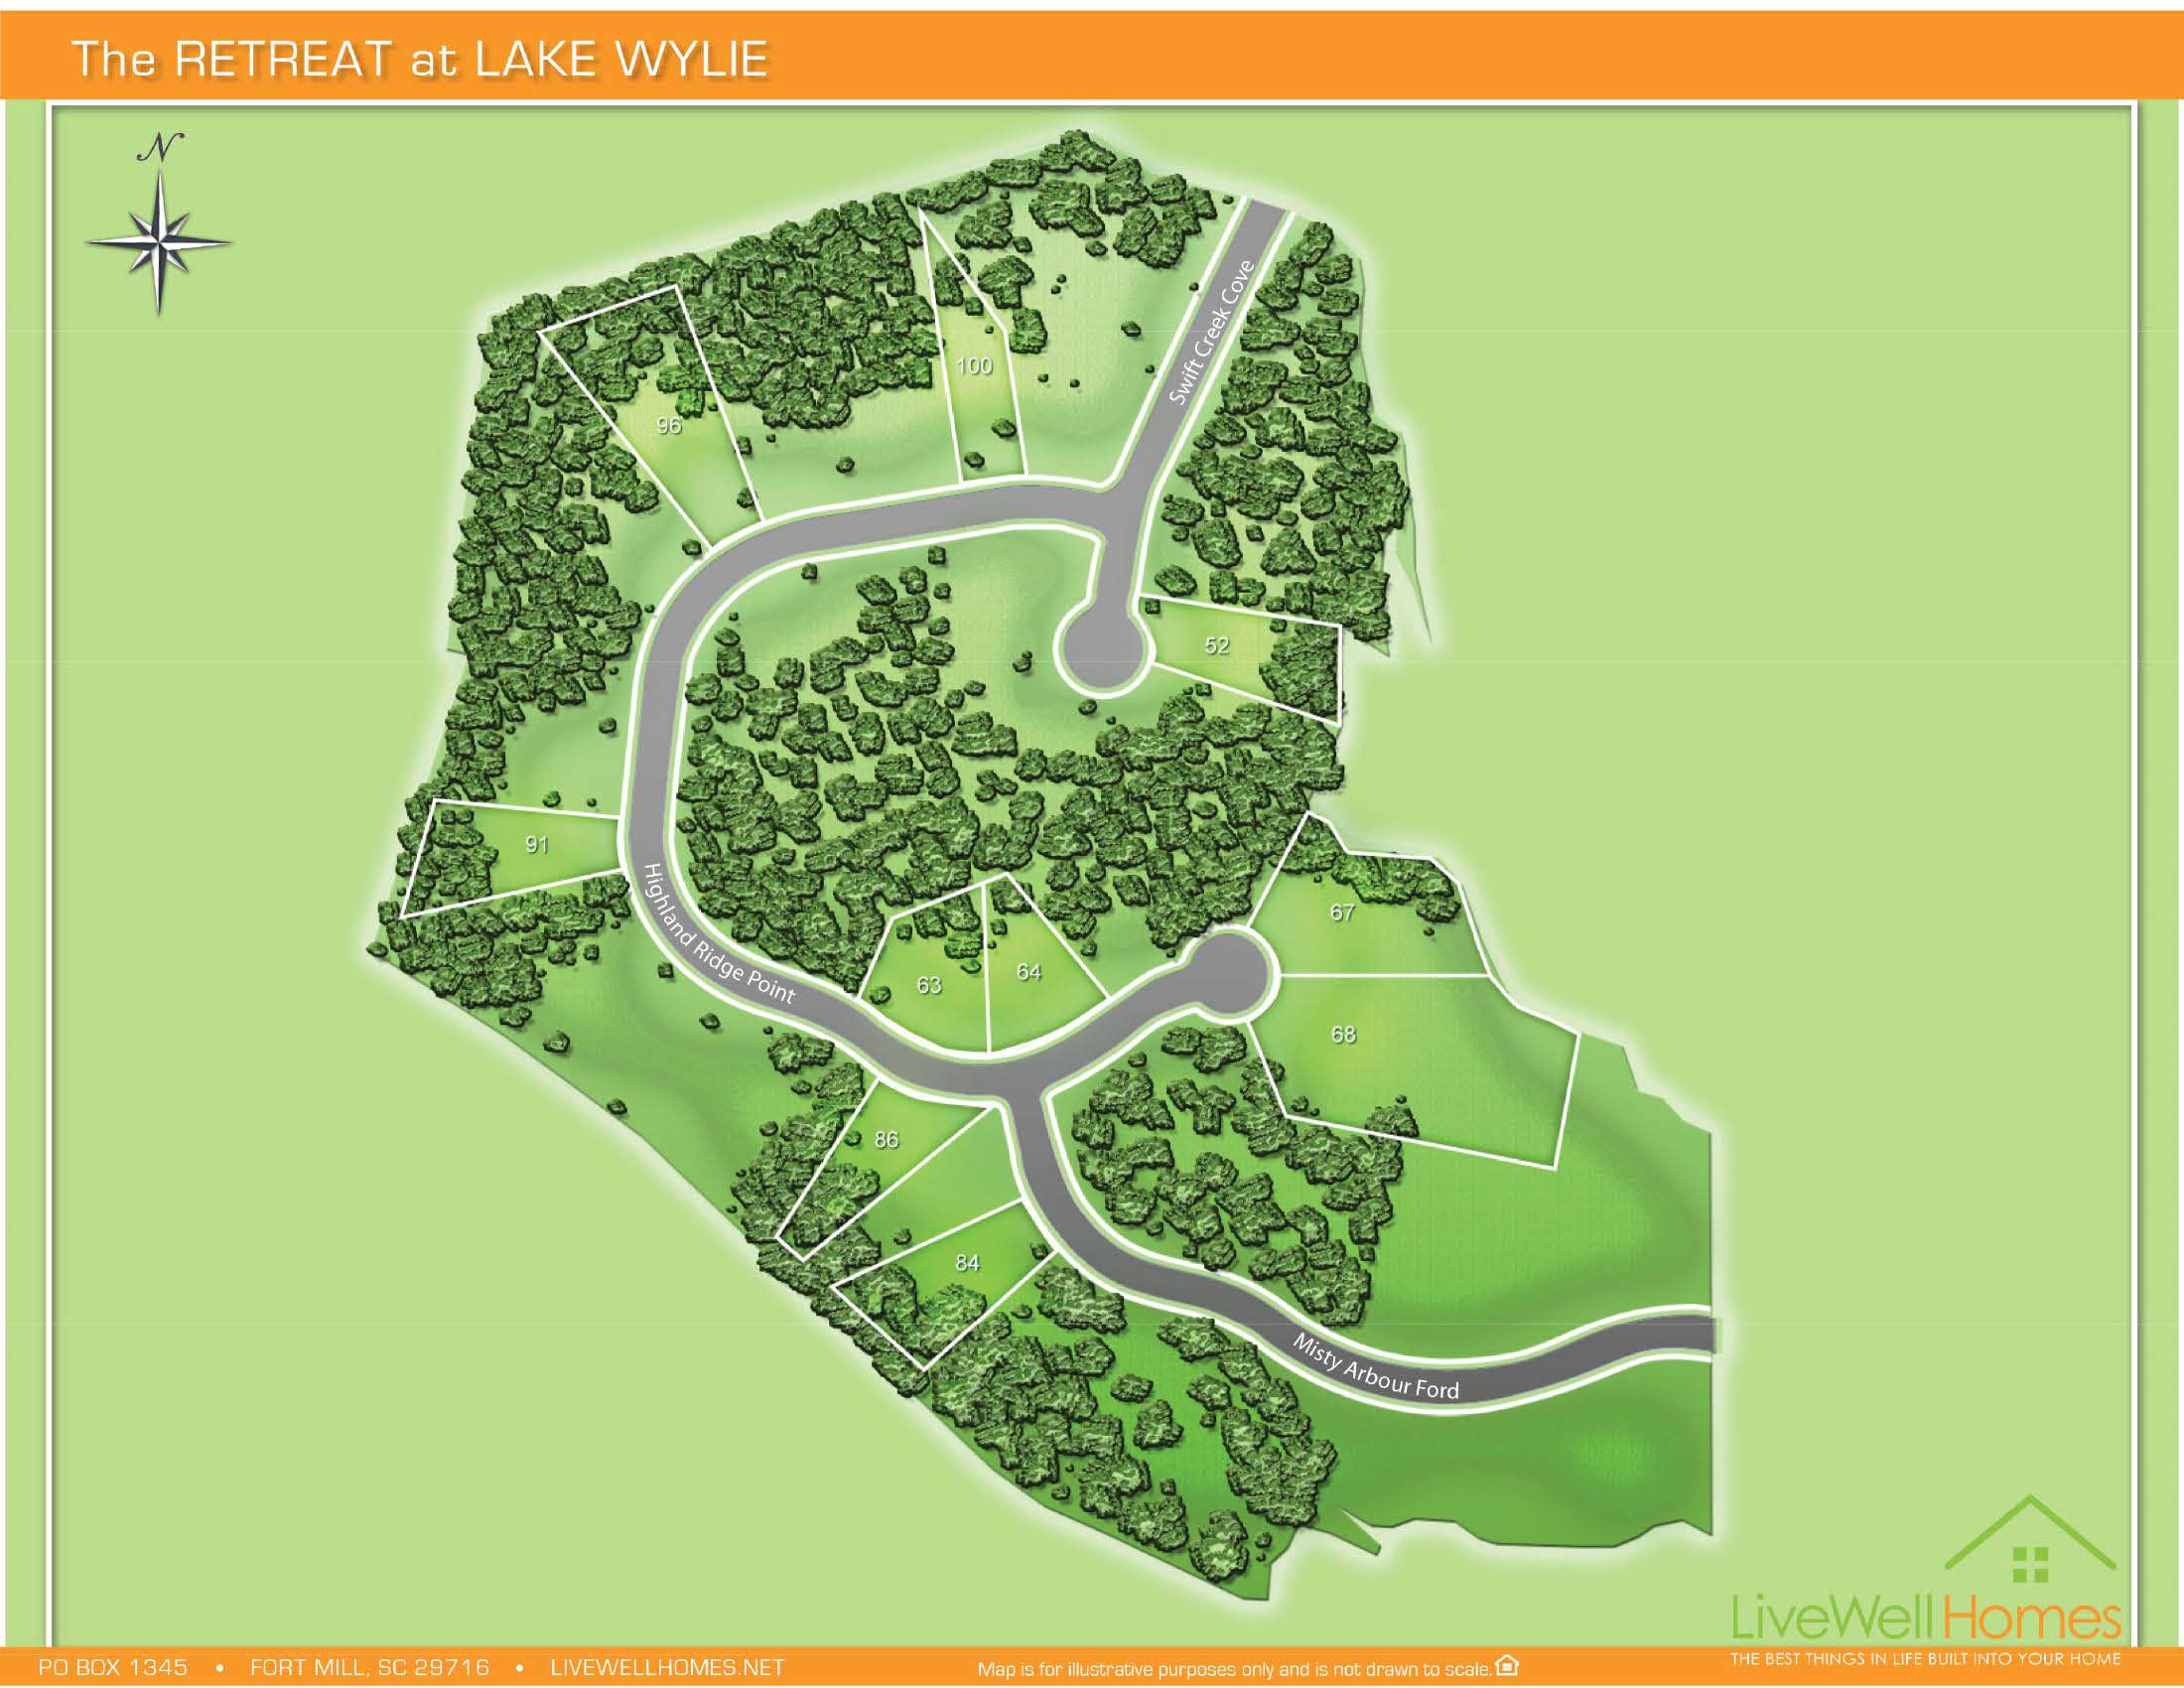 The RETREAT at LAKE WYLIE
N
Swift Creek Cove
100
96
52
91
Highland Ridge Point
67
63
64
68
86
84
Misty Arbour Ford
LiveWellHomes
THE BEST THINGS IN LIFE BUILT INTO YOUR HOME
PO BOX 1345 • FORT MILL, SC 29716 • LIVEWELLHOMES.NET
Map is for illustrative purposes only and is not drawn to scale.